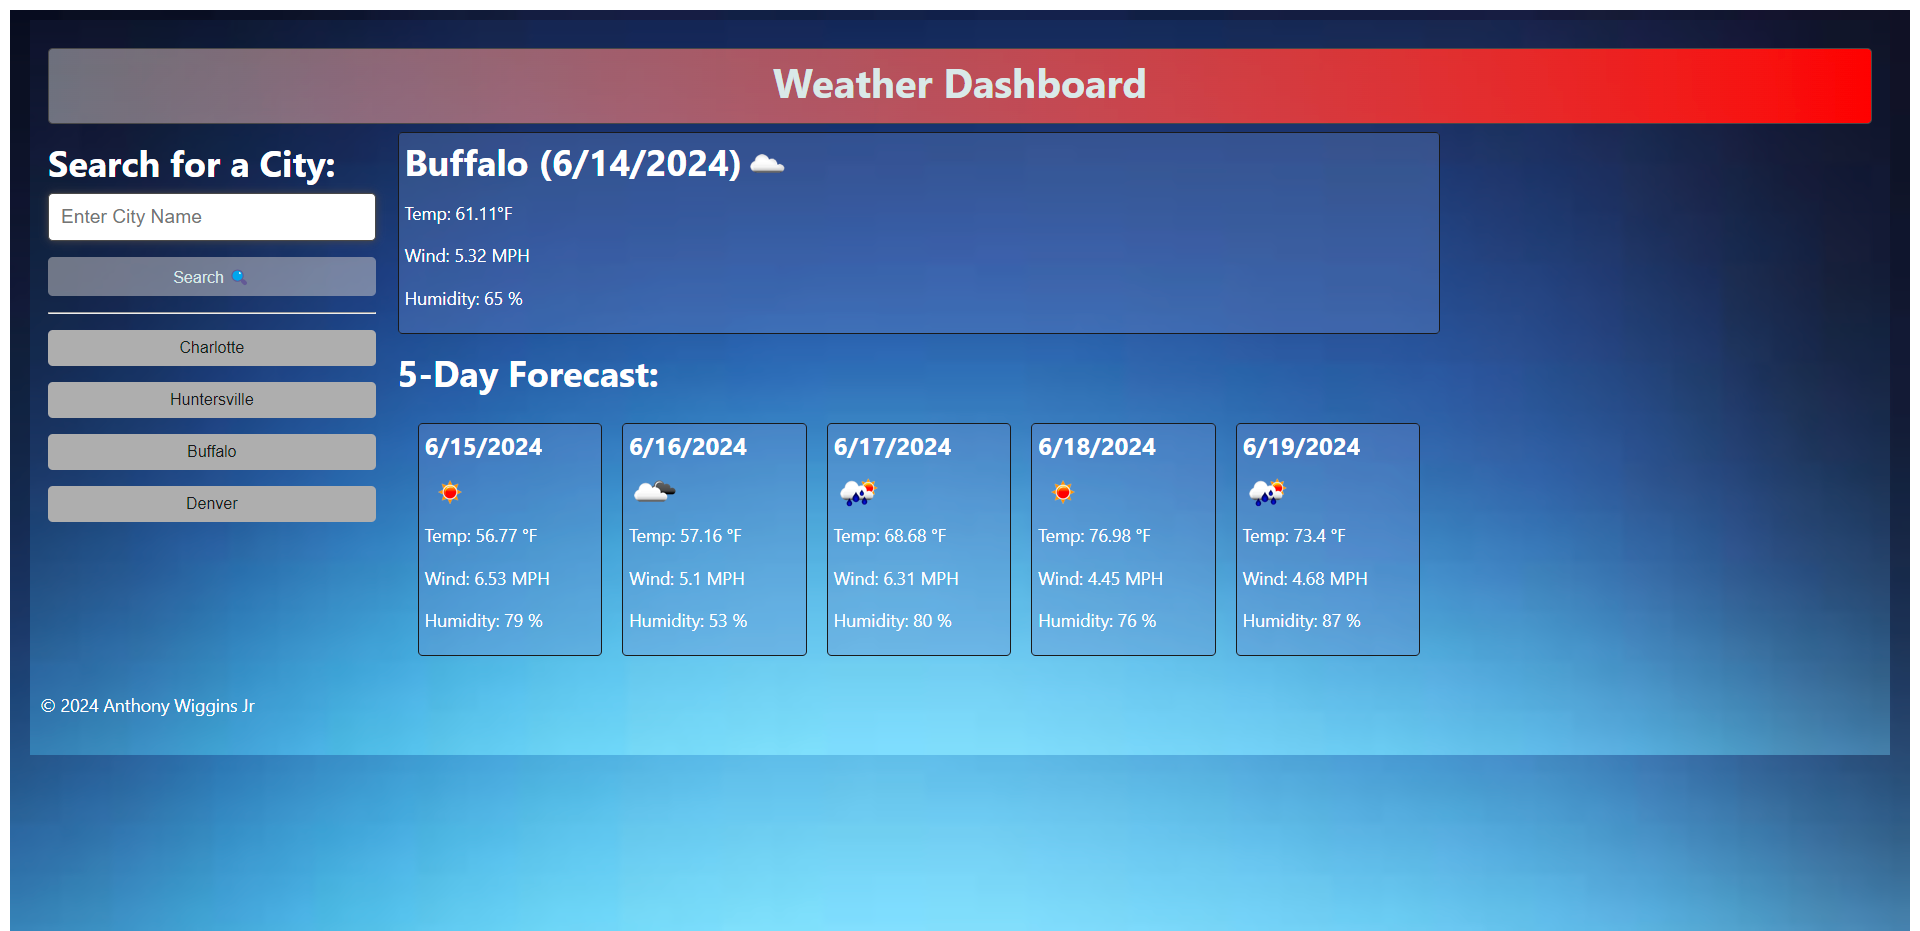 Weather Dashboard
Search for a City:
Enter City Name
Search
Charlotte
Huntersville
Buffalo
Denver
Buffalo (6/14/2024)
Temp: 61.11°F
Wind: 5.32 MPH
Humidity: 65 %
5-Day Forecast:
6/15/2024
Temp: 56.77 °F
Wind: 6.53 MPH
Humidity: 79 %
6/16/2024
Temp: 57.16 °F
Wind: 5.1 MPH
Humidity: 53 %
6/17/2024
Temp: 68.68 °F
Wind: 6.31 MPH
Humidity: 80 %
6/18/2024
Temp: 76.98 °F
Wind: 4.45 MPH
Humidity: 76 %
6/19/2024
Temp: 73.4 °F
Wind: 4.68 MPH
Humidity: 87 %
© 2024 Anthony Wiggins Jr